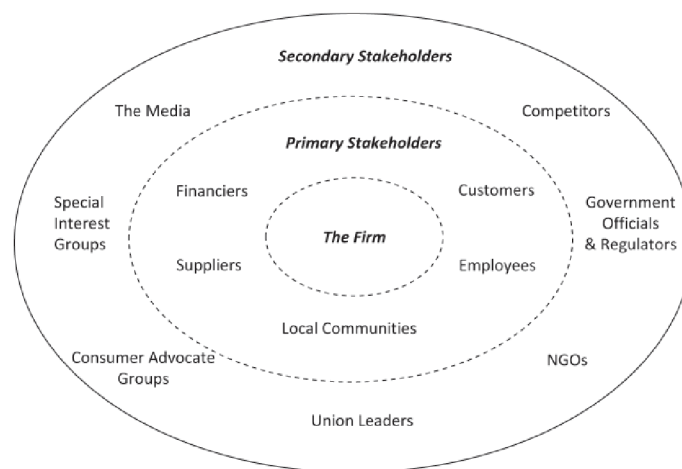 Secondary Stakeholders
The Media
Competitors
Primary Stakeholders
Financiers
Customers
Special
Interest
Groups
Government
Officials
& Regulators
The Firm
Suppliers
Employees
Local Communities
Consumer Advocate
Groups
NGOs
Union Leaders